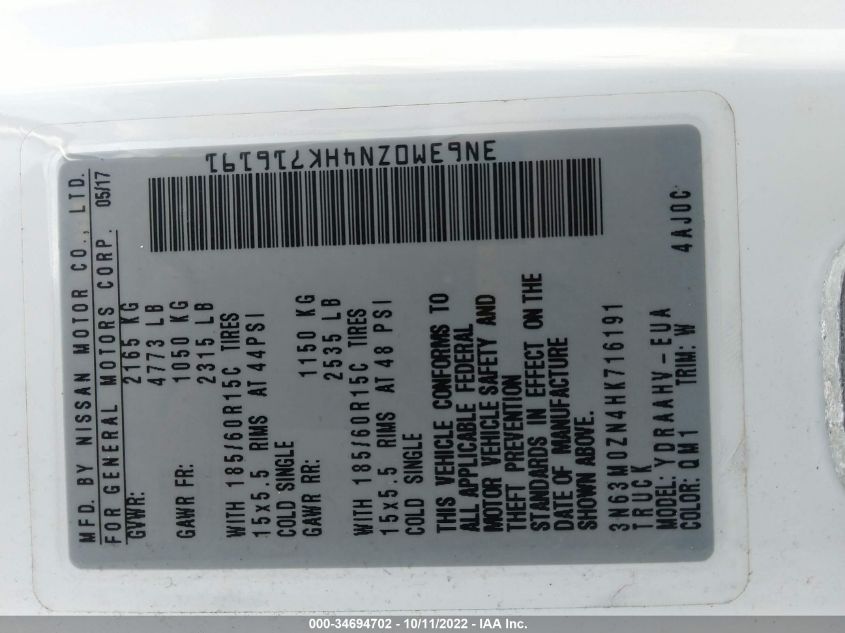 MFD. BY NISSAN MOTOR CO., LTD.
FOR GENERAL MOTORS CORP. 05/17
GVWR: 2165 KG
4773 LB
GAWR FR: 1050 KG
2315 LB
WITH 185/60R15C TIRES
15x5.5 RIMS AT 44PSI
COLD SINGLE
GAWR RR: 1150 KG
2535 LB
WITH 185/60R15C TIRES
15x5.5 RIMS AT 48 PSI
COLD SINGLE
THIS VEHICLE CONFORMS TO
ALL APPLICABLE FEDERAL
MOTOR VEHICLE SAFETY AND
THEFT PREVENTION
STANDARDS IN EFFECT ON THE
DATE OF MANUFACTURE
SHOWN ABOVE.
3N63M0ZN4HK716191
TRUCK
MODEL: YDRAAHV-EUA
COLOR: QM1 TRIM: W
4AJ0C
3N63M0ZN4HK716191
000-34694702 - 10/11/2022 - IAA Inc.